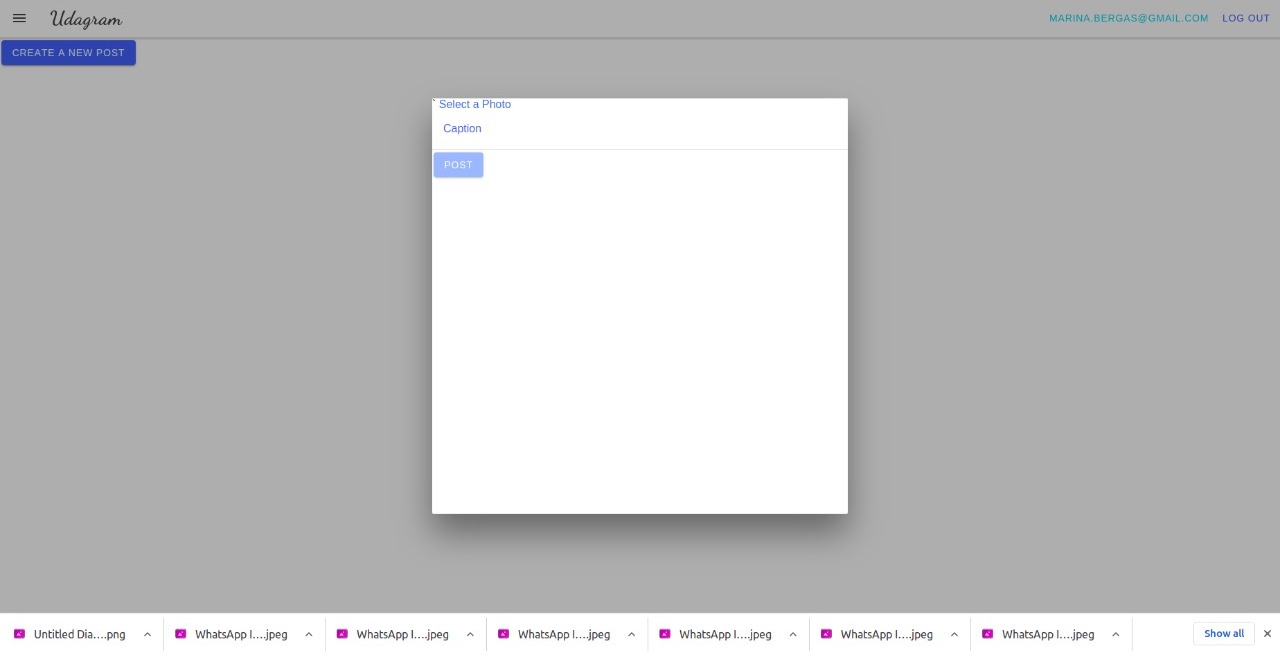 Udagram
MARINA.BERGAS@GMAIL.COM LOG OUT
CREATE A NEW POST
` Select a Photo
Caption
POST
Untitled Dia....png WhatsApp I....jpeg WhatsApp I....jpeg WhatsApp I....jpeg WhatsApp I....jpeg WhatsApp I....jpeg WhatsApp I....jpeg Show all